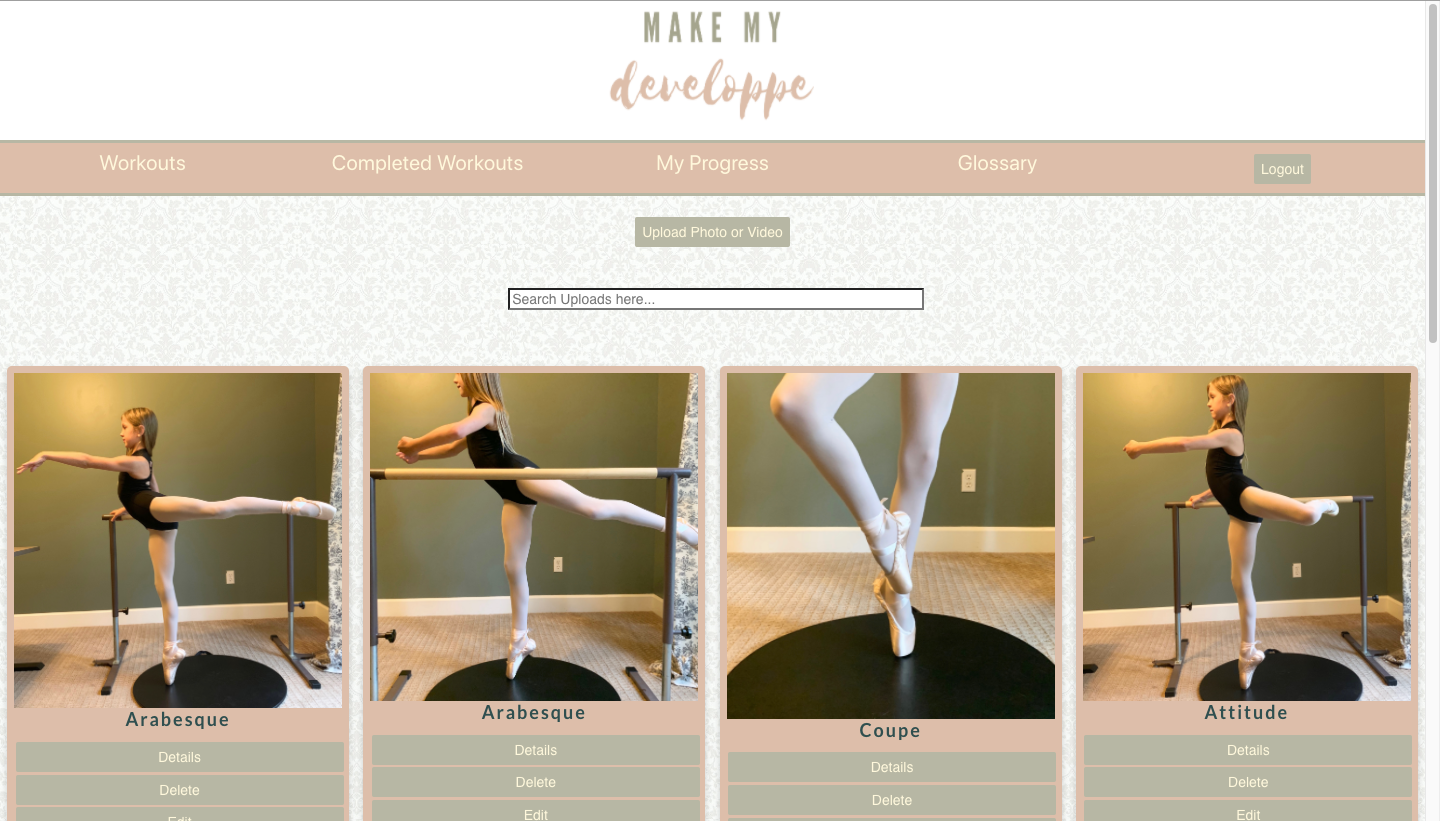 MAKE MY
developpe
Workouts Completed Workouts My Progress Glossary Logout
Upload Photo or Video
Search Uploads here...
Arabesque Arabesque Coupe Attitude
Details Details Details Details
Delete Delete Delete Delete
Edit Edit Edit